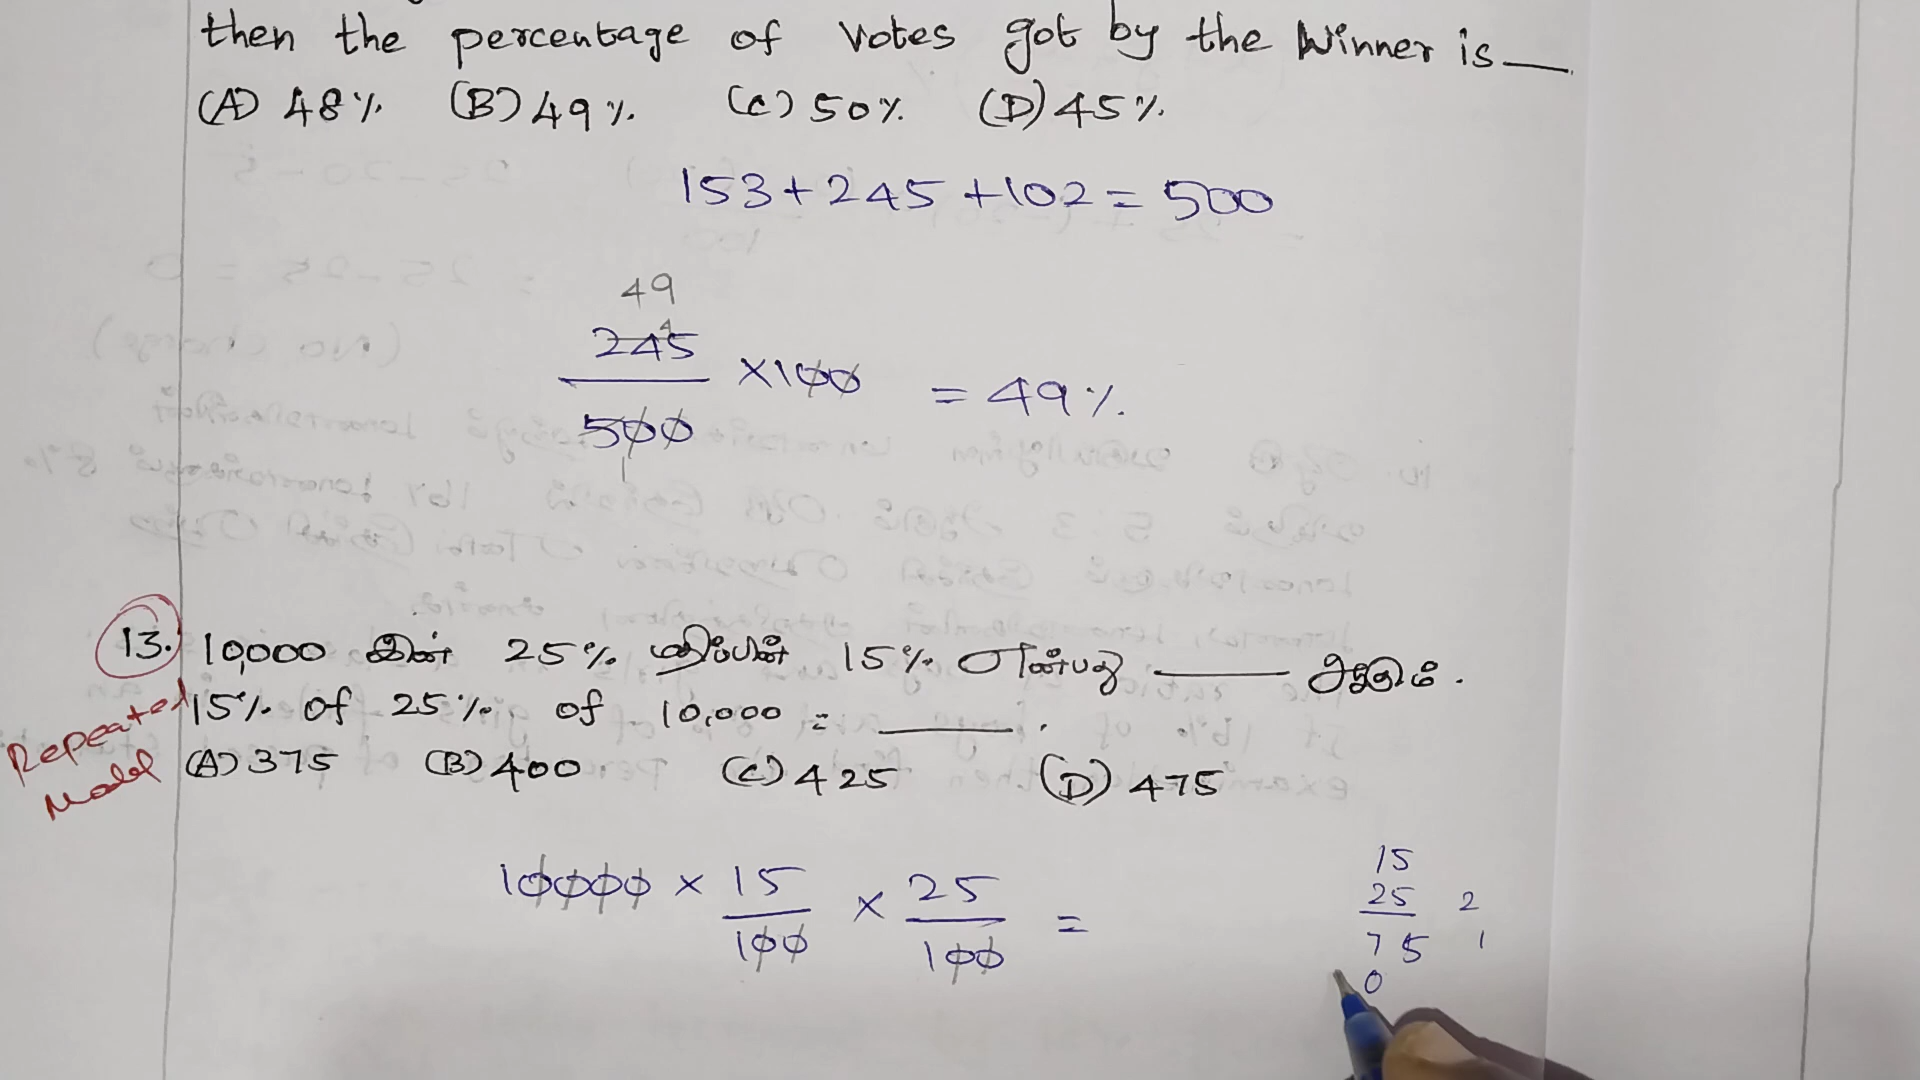 then the percentage of votes got by the winner is ___.
(A) 48% (B) 49% (C) 50% (D) 45%
153 + 245 + 102 = 500
49
245
500
1
× 100 = 49%
13. 10,000 இன் 25% மதிப்பின் 15% என்பது ___ ஆகும்.
15% of 25% of 10,000 = ___.
Repeated Model
(A) 375 (B) 400 (C) 425 (D) 475
10000 × 15/100 × 25/100 =
15
25 2
75 1
0